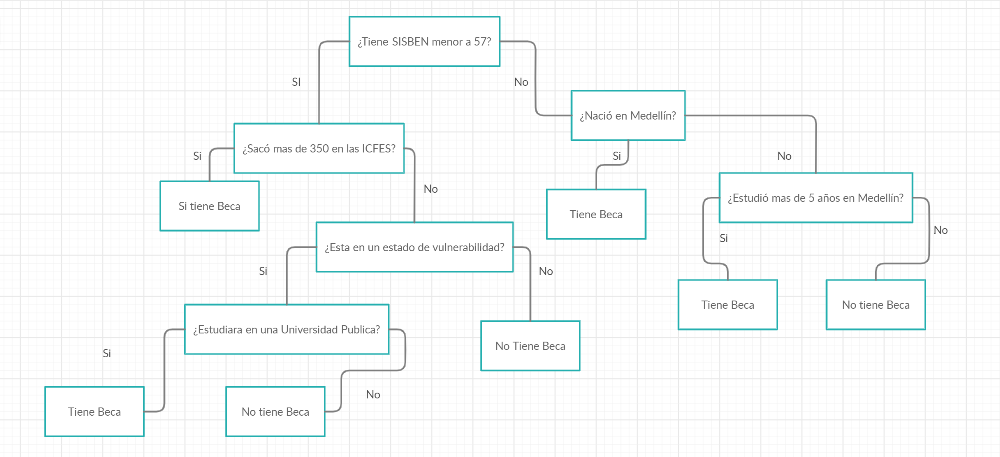 ¿Tiene SISBEN menor a 57?
SI
No
¿Nació en Medellín?
¿Sacó mas de 350 en las ICFES?
Si
Si
No
Si tiene Beca
No
Tiene Beca
¿Estudió mas de 5 años en Medellín?
¿Esta en un estado de vulnerabilidad?
Si
No
Si
No
Tiene Beca
No tiene Beca
¿Estudiara en una Universidad Publica?
No Tiene Beca
Si
No
Tiene Beca
No tiene Beca